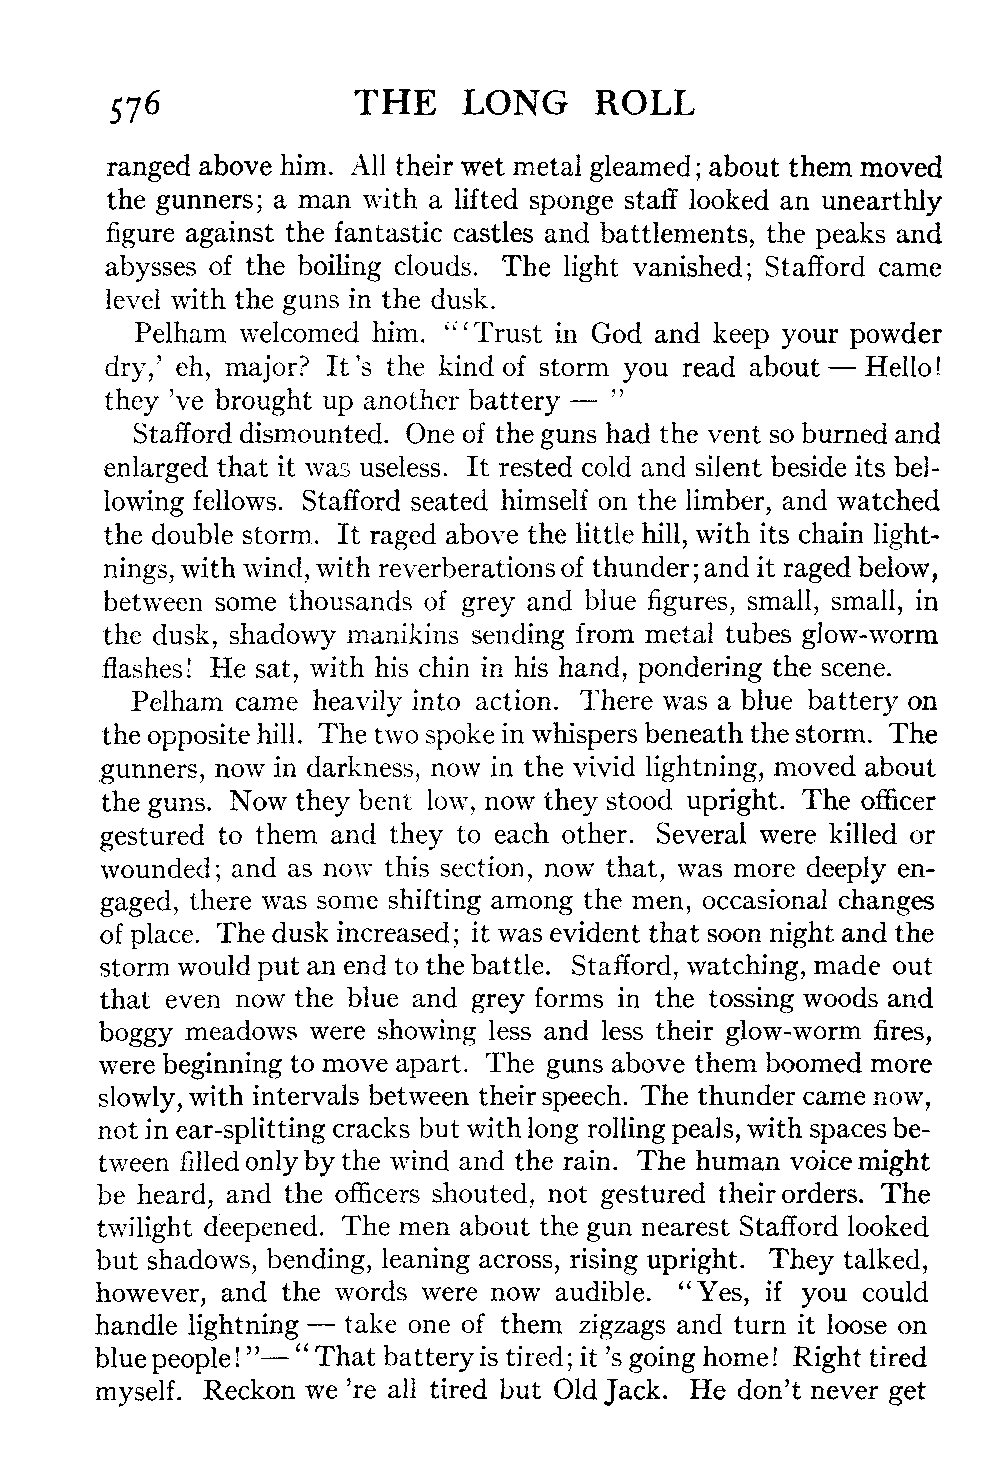 576 THE LONG ROLL
ranged above him. All their wet metal gleamed; about them moved
the gunners; a man with a lifted sponge staff looked an unearthly
figure against the fantastic castles and battlements, the peaks and
abysses of the boiling clouds. The light vanished; Stafford came
level with the guns in the dusk.
Pelham welcomed him. "'Trust in God and keep your powder
dry,' eh, major? It 's the kind of storm you read about — Hello!
they 've brought up another battery — "
Stafford dismounted. One of the guns had the vent so burned and
enlarged that it was useless. It rested cold and silent beside its bel-
lowing fellows. Stafford seated himself on the limber, and watched
the double storm. It raged above the little hill, with its chain light-
nings, with wind, with reverberations of thunder; and it raged below,
between some thousands of grey and blue figures, small, small, in
the dusk, shadowy manikins sending from metal tubes glow-worm
flashes! He sat, with his chin in his hand, pondering the scene.
Pelham came heavily into action. There was a blue battery on
the opposite hill. The two spoke in whispers beneath the storm. The
gunners, now in darkness, now in the vivid lightning, moved about
the guns. Now they bent low, now they stood upright. The officer
gestured to them and they to each other. Several were killed or
wounded; and as now this section, now that, was more deeply en-
gaged, there was some shifting among the men, occasional changes
of place. The dusk increased; it was evident that soon night and the
storm would put an end to the battle. Stafford, watching, made out
that even now the blue and grey forms in the tossing woods and
boggy meadows were showing less and less their glow-worm fires,
were beginning to move apart. The guns above them boomed more
slowly, with intervals between their speech. The thunder came now,
not in ear-splitting cracks but with long rolling peals, with spaces be-
tween filled only by the wind and the rain. The human voice might
be heard, and the officers shouted, not gestured their orders. The
twilight deepened. The men about the gun nearest Stafford looked
but shadows, bending, leaning across, rising upright. They talked,
however, and the words were now audible. "Yes, if you could
handle lightning — take one of them zigzags and turn it loose on
blue people!"— "That battery is tired; it 's going home! Right tired
myself. Reckon we 're all tired but Old Jack. He don't never get